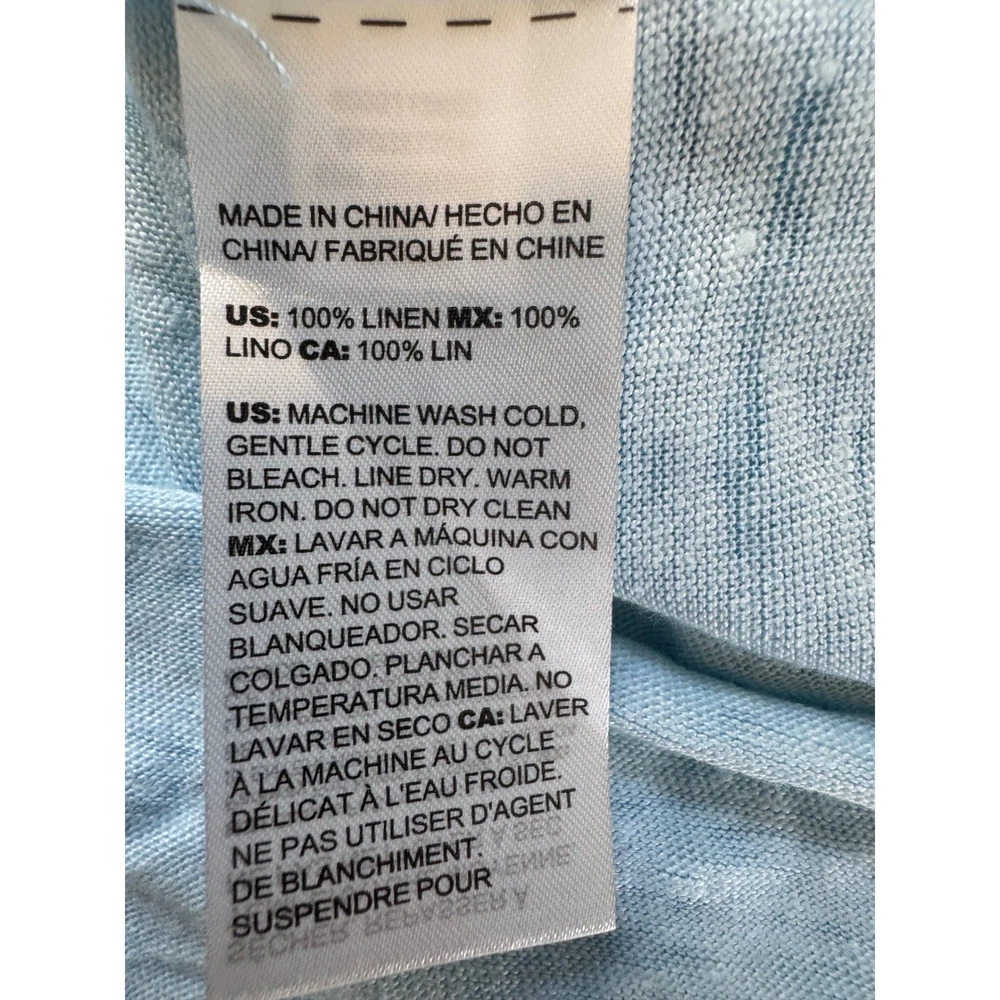 MADE IN CHINA/ HECHO EN
CHINA/ FABRIQUÉ EN CHINE
US: 100% LINEN MX: 100%
LINO CA: 100% LIN
US: MACHINE WASH COLD,
GENTLE CYCLE. DO NOT
BLEACH. LINE DRY. WARM
IRON. DO NOT DRY CLEAN
MX: LAVAR A MÁQUINA CON
AGUA FRÍA EN CICLO
SUAVE. NO USAR
BLANQUEADOR. SECAR
COLGADO. PLANCHAR A
TEMPERATURA MEDIA. NO
LAVAR EN SECO CA: LAVER
À LA MACHINE AU CYCLE
DÉLICAT À L'EAU FROIDE.
NE PAS UTILISER D'AGENT
DE BLANCHIMENT.
SUSPENDRE POUR
SÉCHER REPASSER À